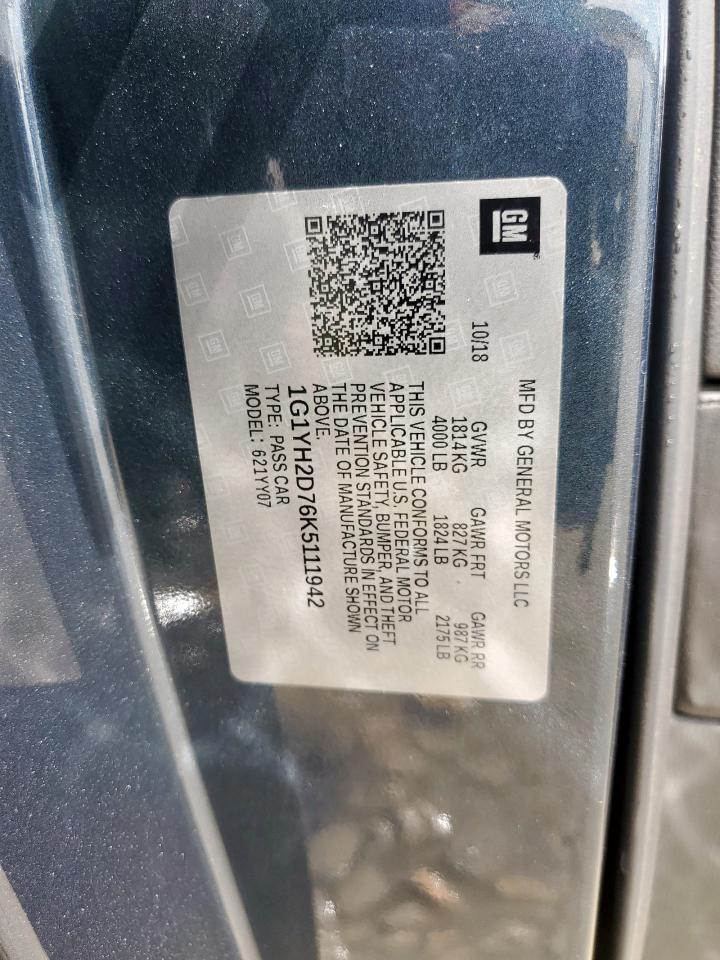 GM
MFD BY GENERAL MOTORS LLC
10/18 GVWR GAWR FRT GAWR RR
1814 KG 827 KG 987 KG
4000 LB 1824 LB 2175 LB
THIS VEHICLE CONFORMS TO ALL
APPLICABLE U.S. FEDERAL MOTOR
VEHICLE SAFETY, BUMPER, AND THEFT
PREVENTION STANDARDS IN EFFECT ON
THE DATE OF MANUFACTURE SHOWN
ABOVE.
1G1YH2D76K5111942
TYPE: PASS CAR
MODEL: 621YY07